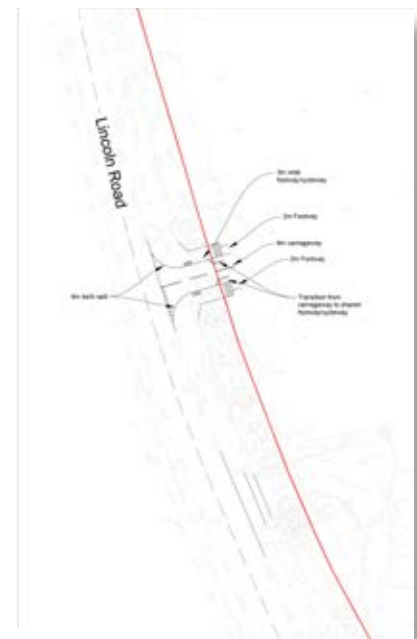 Lincoln Road
3m wide
footway/cycleway
2m Footway
6m carriageway
2m Footway
6m kerb radii
Transition from
carriageway to shared
footway/cycleway